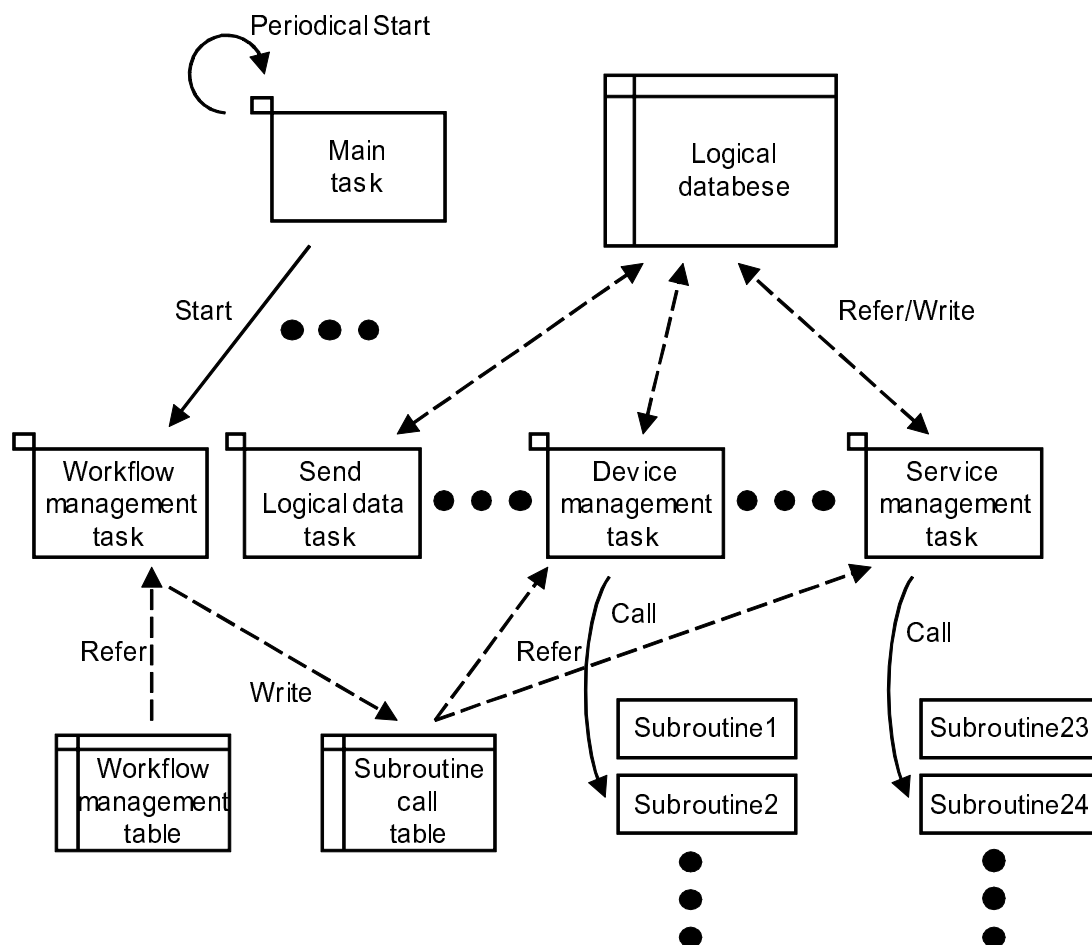 Periodical Start
Main
task
Logical
databese
Start
Refer/Write
Workflow
management
task
Send
Logical data
task
Device
management
task
Service
management
task
Refer
Write
Refer
Call
Call
Workflow
management
table
Subroutine
call
table
Subroutine1
Subroutine2
Subroutine23
Subroutine24